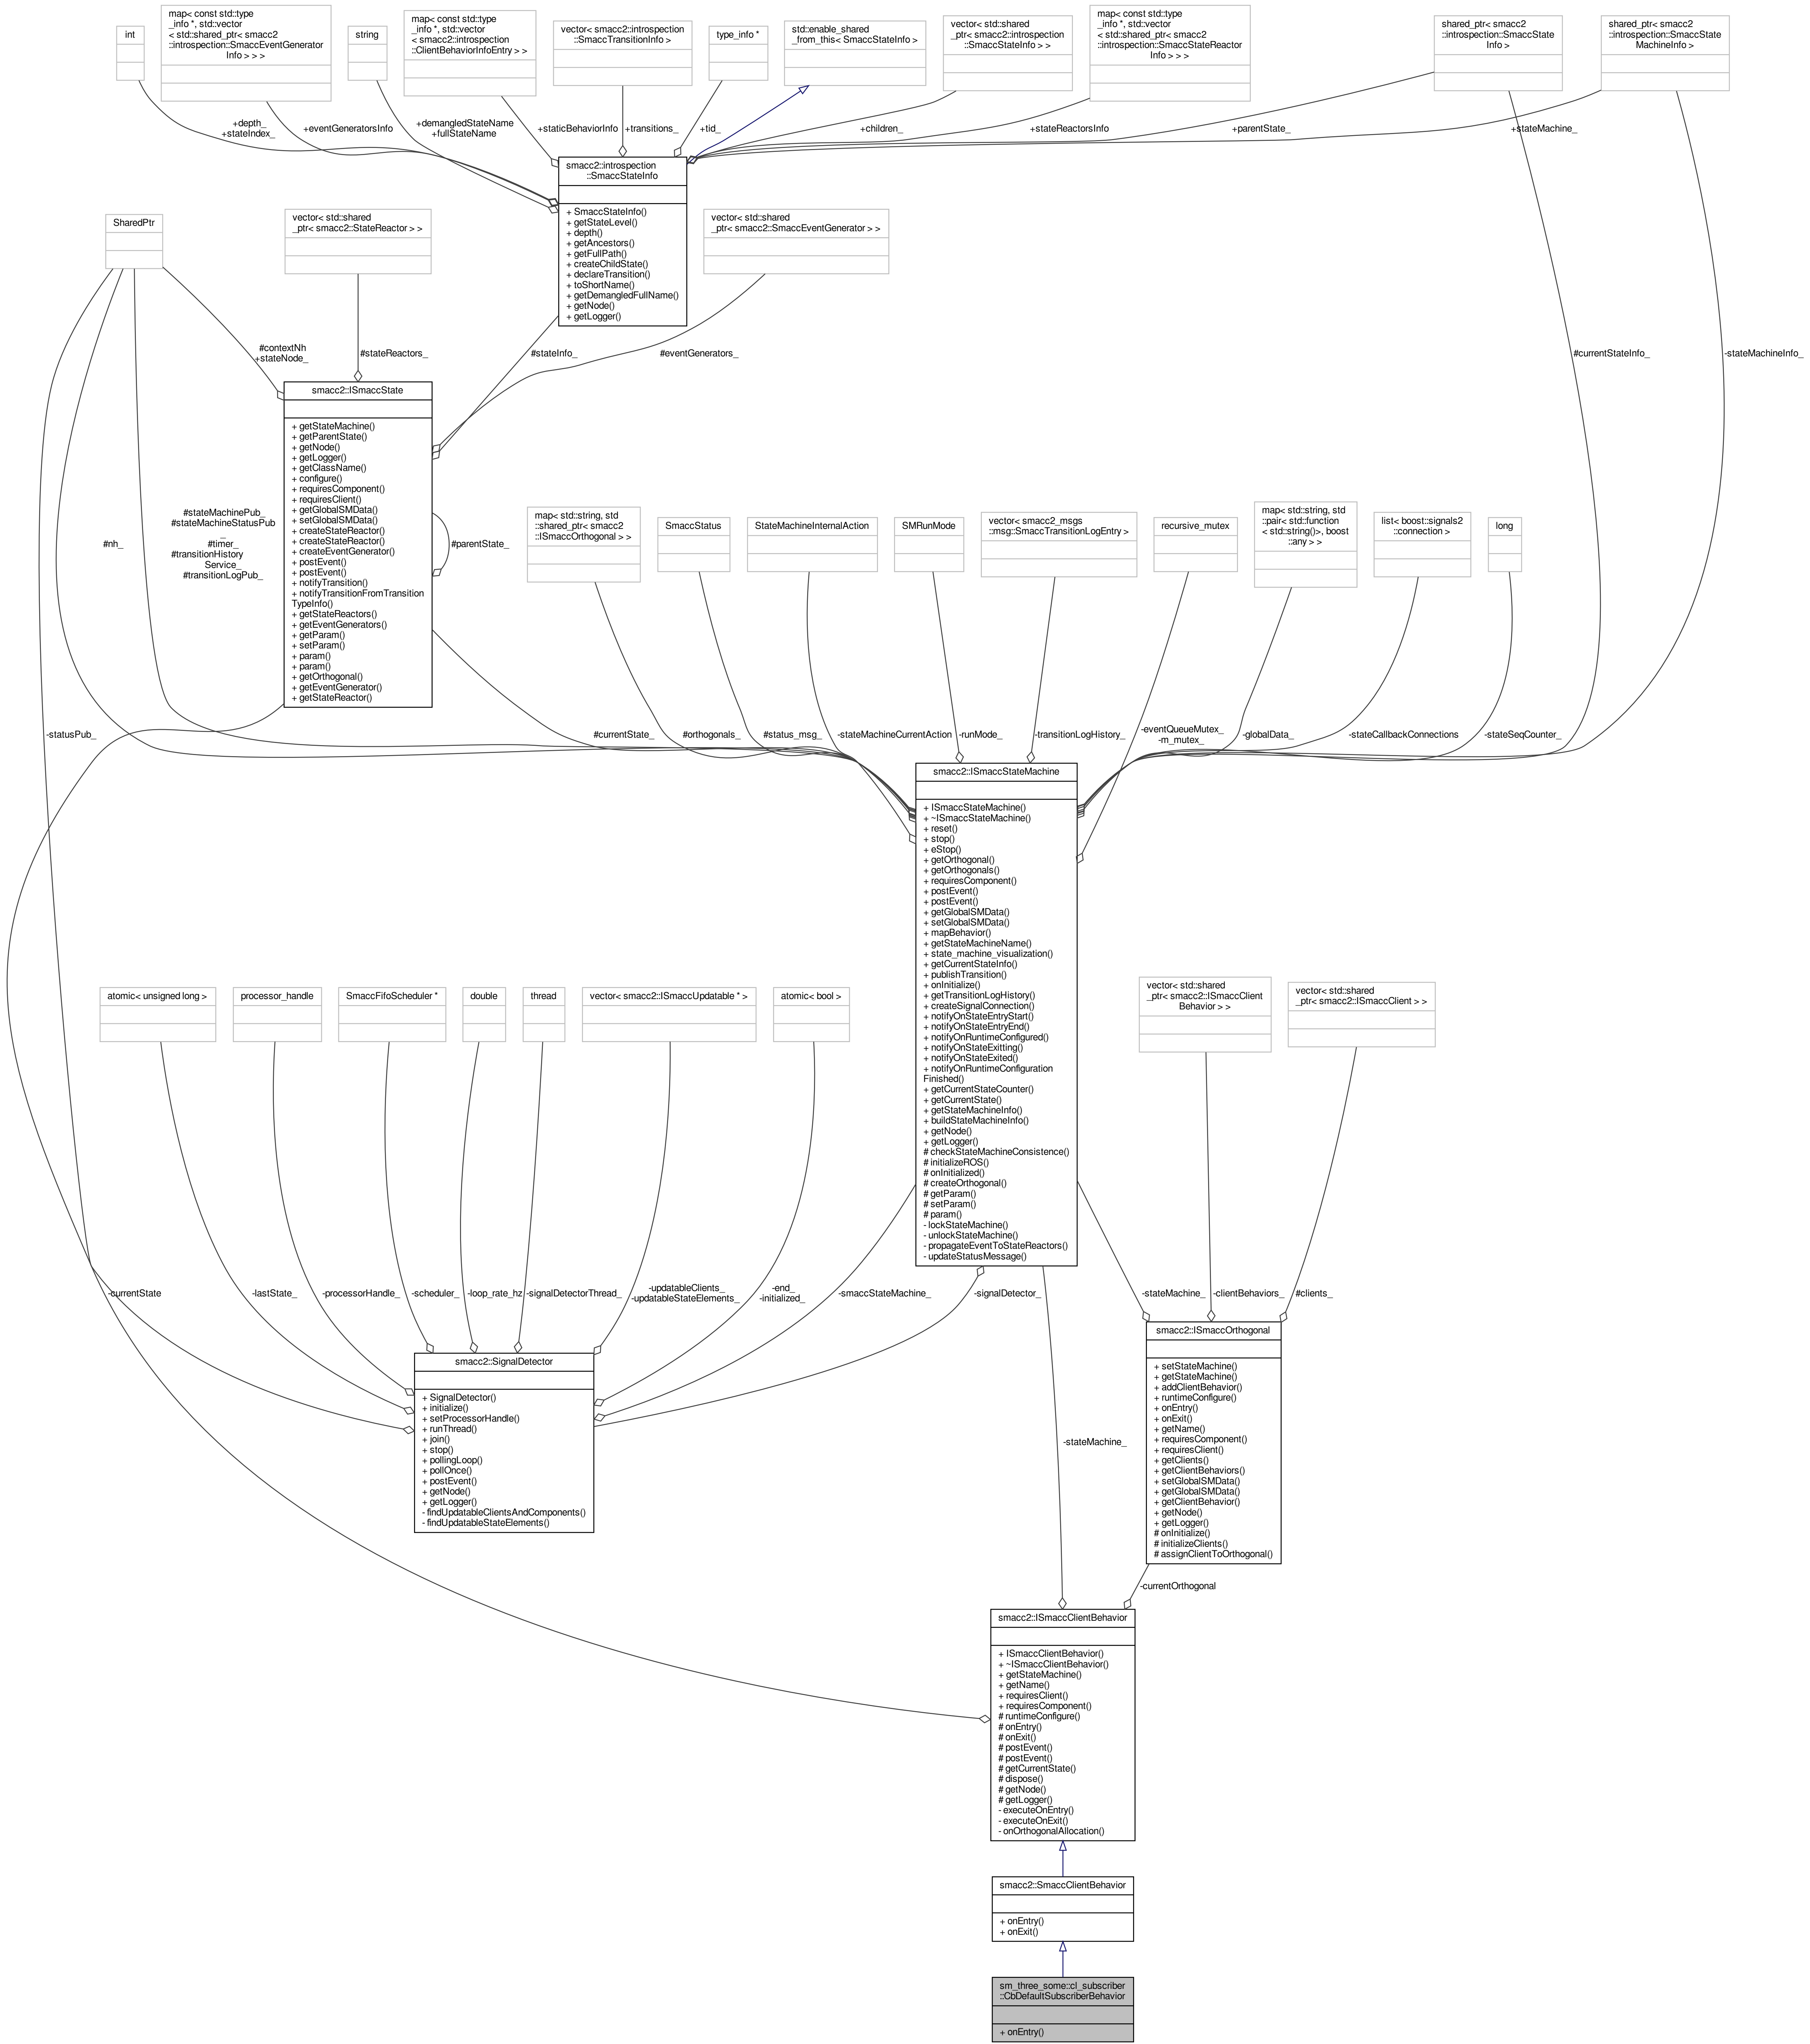 int
map< const std::type
_info *, std::vector
< std::shared_ptr< smacc2
::introspection::SmaccEventGenerator
Info > > >
string
map< const std::type
_info *, std::vector
< smacc2::introspection
::ClientBehaviorInfoEntry > >
vector< smacc2::introspection
::SmaccTransitionInfo >
type_info *
std::enable_shared
_from_this< SmaccStateInfo >
vector< std::shared
_ptr< smacc2::introspection
::SmaccStateInfo > >
map< const std::type
_info *, std::vector
< std::shared_ptr< smacc2
::introspection::SmaccStateReactor
Info > > >
shared_ptr< smacc2
::introspection::SmaccState
Info >
shared_ptr< smacc2
::introspection::SmaccState
MachineInfo >
+depth_
+stateIndex_
+eventGeneratorsInfo
+demangledStateName
+fullStateName
+staticBehaviorInfo
+transitions_
+tid_
+children_
+stateReactorsInfo
+parentState_
+stateMachine_
smacc2::introspection
::SmaccStateInfo
+ SmaccStateInfo()
+ getStateLevel()
+ depth()
+ getAncestors()
+ getFullPath()
+ createChildState()
+ declareTransition()
+ toShortName()
+ getDemangledFullName()
+ getNode()
+ getLogger()
SharedPtr
vector< std::shared
_ptr< smacc2::StateReactor > >
vector< std::shared
_ptr< smacc2::SmaccEventGenerator > >
#contextNh
+stateNode_
#stateReactors_
#stateInfo_
#eventGenerators_
#currentStateInfo_
-stateMachineInfo_
smacc2::ISmaccState
+ getStateMachine()
+ getParentState()
+ getNode()
+ getLogger()
+ getClassName()
+ configure()
+ requiresComponent()
+ requiresClient()
+ getGlobalSMData()
+ setGlobalSMData()
+ createStateReactor()
+ createStateReactor()
+ createEventGenerator()
+ postEvent()
+ postEvent()
+ notifyTransition()
+ notifyTransitionFromTransition
TypeInfo()
+ getStateReactors()
+ getEventGenerators()
+ getParam()
+ setParam()
+ param()
+ param()
+ getOrthogonal()
+ getEventGenerator()
+ getStateReactor()
#nh_
#stateMachinePub_
#stateMachineStatusPub
_
#timer_
#transitionHistory
Service_
#transitionLogPub_
#parentState_
map< std::string, std
::shared_ptr< smacc2
::ISmaccOrthogonal > >
SmaccStatus
StateMachineInternalAction
SMRunMode
vector< smacc2_msgs
::msg::SmaccTransitionLogEntry >
recursive_mutex
map< std::string, std
::pair< std::function
< std::string()>, boost
::any > >
list< boost::signals2
::connection >
long
-statusPub_
#currentState_
#orthogonals_
#status_msg_
-stateMachineCurrentAction
-runMode_
-transitionLogHistory_
-eventQueueMutex_
-m_mutex_
-globalData_
-stateCallbackConnections
-stateSeqCounter_
smacc2::ISmaccStateMachine
+ ISmaccStateMachine()
+ ~ISmaccStateMachine()
+ reset()
+ stop()
+ eStop()
+ getOrthogonal()
+ getOrthogonals()
+ requiresComponent()
+ postEvent()
+ postEvent()
+ getGlobalSMData()
+ setGlobalSMData()
+ mapBehavior()
+ getStateMachineName()
+ state_machine_visualization()
+ getCurrentStateInfo()
+ publishTransition()
+ onInitialize()
+ getTransitionLogHistory()
+ createSignalConnection()
+ notifyOnStateEntryStart()
+ notifyOnStateEntryEnd()
+ notifyOnRuntimeConfigured()
+ notifyOnStateExitting()
+ notifyOnStateExited()
+ notifyOnRuntimeConfiguration
Finished()
+ getCurrentStateCounter()
+ getCurrentState()
+ getStateMachineInfo()
+ buildStateMachineInfo()
+ getNode()
+ getLogger()
# checkStateMachineConsistence()
# initializeROS()
# onInitialized()
# createOrthogonal()
# getParam()
# setParam()
# param()
- lockStateMachine()
- unlockStateMachine()
- propagateEventToStateReactors()
- updateStatusMessage()
atomic< unsigned long >
processor_handle
SmaccFifoScheduler *
double
thread
vector< smacc2::ISmaccUpdatable * >
atomic< bool >
vector< std::shared
_ptr< smacc2::ISmaccClient
Behavior > >
vector< std::shared
_ptr< smacc2::ISmaccClient > >
-currentState
-lastState_
-processorHandle_
-scheduler_
-loop_rate_hz
-signalDetectorThread_
-updatableClients_
-updatableStateElements_
-end_
-initialized_
-smaccStateMachine_
-signalDetector_
-stateMachine_
-clientBehaviors_
#clients_
smacc2::SignalDetector
+ SignalDetector()
+ initialize()
+ setProcessorHandle()
+ runThread()
+ join()
+ stop()
+ pollingLoop()
+ pollOnce()
+ postEvent()
+ getNode()
+ getLogger()
- findUpdatableClientsAndComponents()
- findUpdatableStateElements()
smacc2::ISmaccOrthogonal
+ setStateMachine()
+ getStateMachine()
+ addClientBehavior()
+ runtimeConfigure()
+ onEntry()
+ onExit()
+ getName()
+ requiresComponent()
+ requiresClient()
+ getClients()
+ getClientBehaviors()
+ setGlobalSMData()
+ getGlobalSMData()
+ getClientBehavior()
+ getNode()
+ getLogger()
# onInitialize()
# initializeClients()
# assignClientToOrthogonal()
-stateMachine_
-currentOrthogonal
smacc2::ISmaccClientBehavior
+ ISmaccClientBehavior()
+ ~ISmaccClientBehavior()
+ getStateMachine()
+ getName()
+ requiresClient()
+ requiresComponent()
# runtimeConfigure()
# onEntry()
# onExit()
# postEvent()
# postEvent()
# getCurrentState()
# dispose()
# getNode()
# getLogger()
- executeOnEntry()
- executeOnExit()
- onOrthogonalAllocation()
smacc2::SmaccClientBehavior
+ onEntry()
+ onExit()
sm_three_some::cl_subscriber
::CbDefaultSubscriberBehavior
+ onEntry()